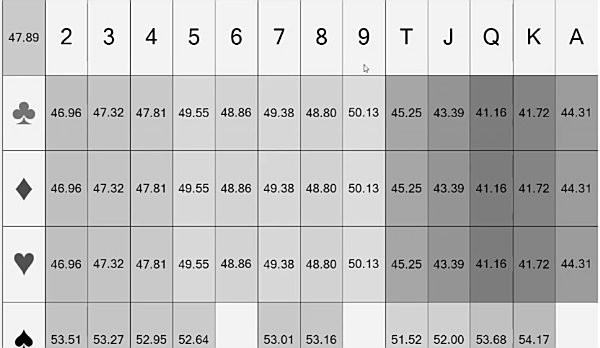 47.89 2 3 4 5 6 7 8 9 T J Q K A
♣ 46.96 47.32 47.81 49.55 48.86 49.38 48.80 50.13 45.25 43.39 41.16 41.72 44.31
♦ 46.96 47.32 47.81 49.55 48.86 49.38 48.80 50.13 45.25 43.39 41.16 41.72 44.31
♥ 46.96 47.32 47.81 49.55 48.86 49.38 48.80 50.13 45.25 43.39 41.16 41.72 44.31
♠ 53.51 53.27 52.95 52.64 53.01 53.16 51.52 52.00 53.68 54.17